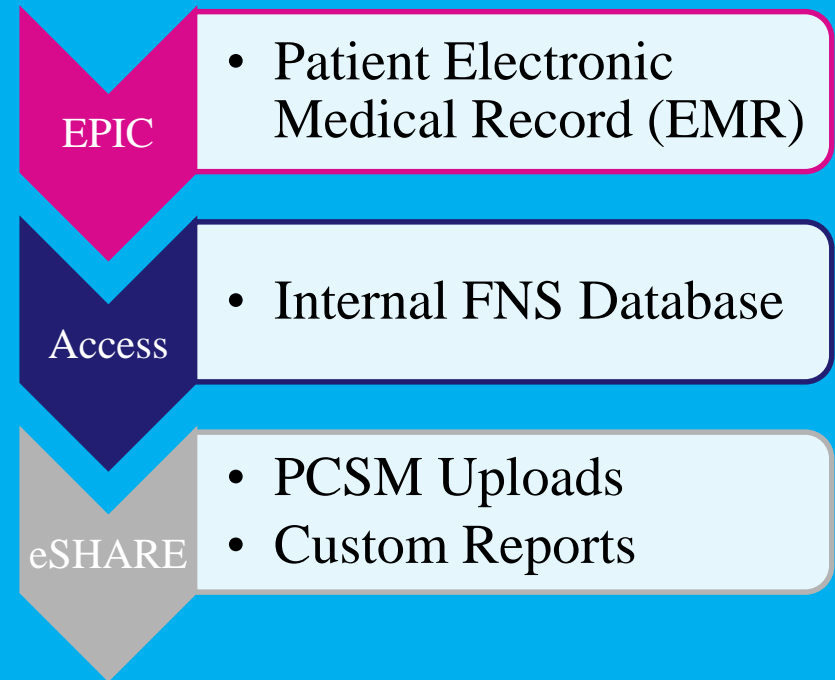 EPIC
• Patient Electronic
Medical Record (EMR)
Access
• Internal FNS Database
eSHARE
• PCSM Uploads
• Custom Reports